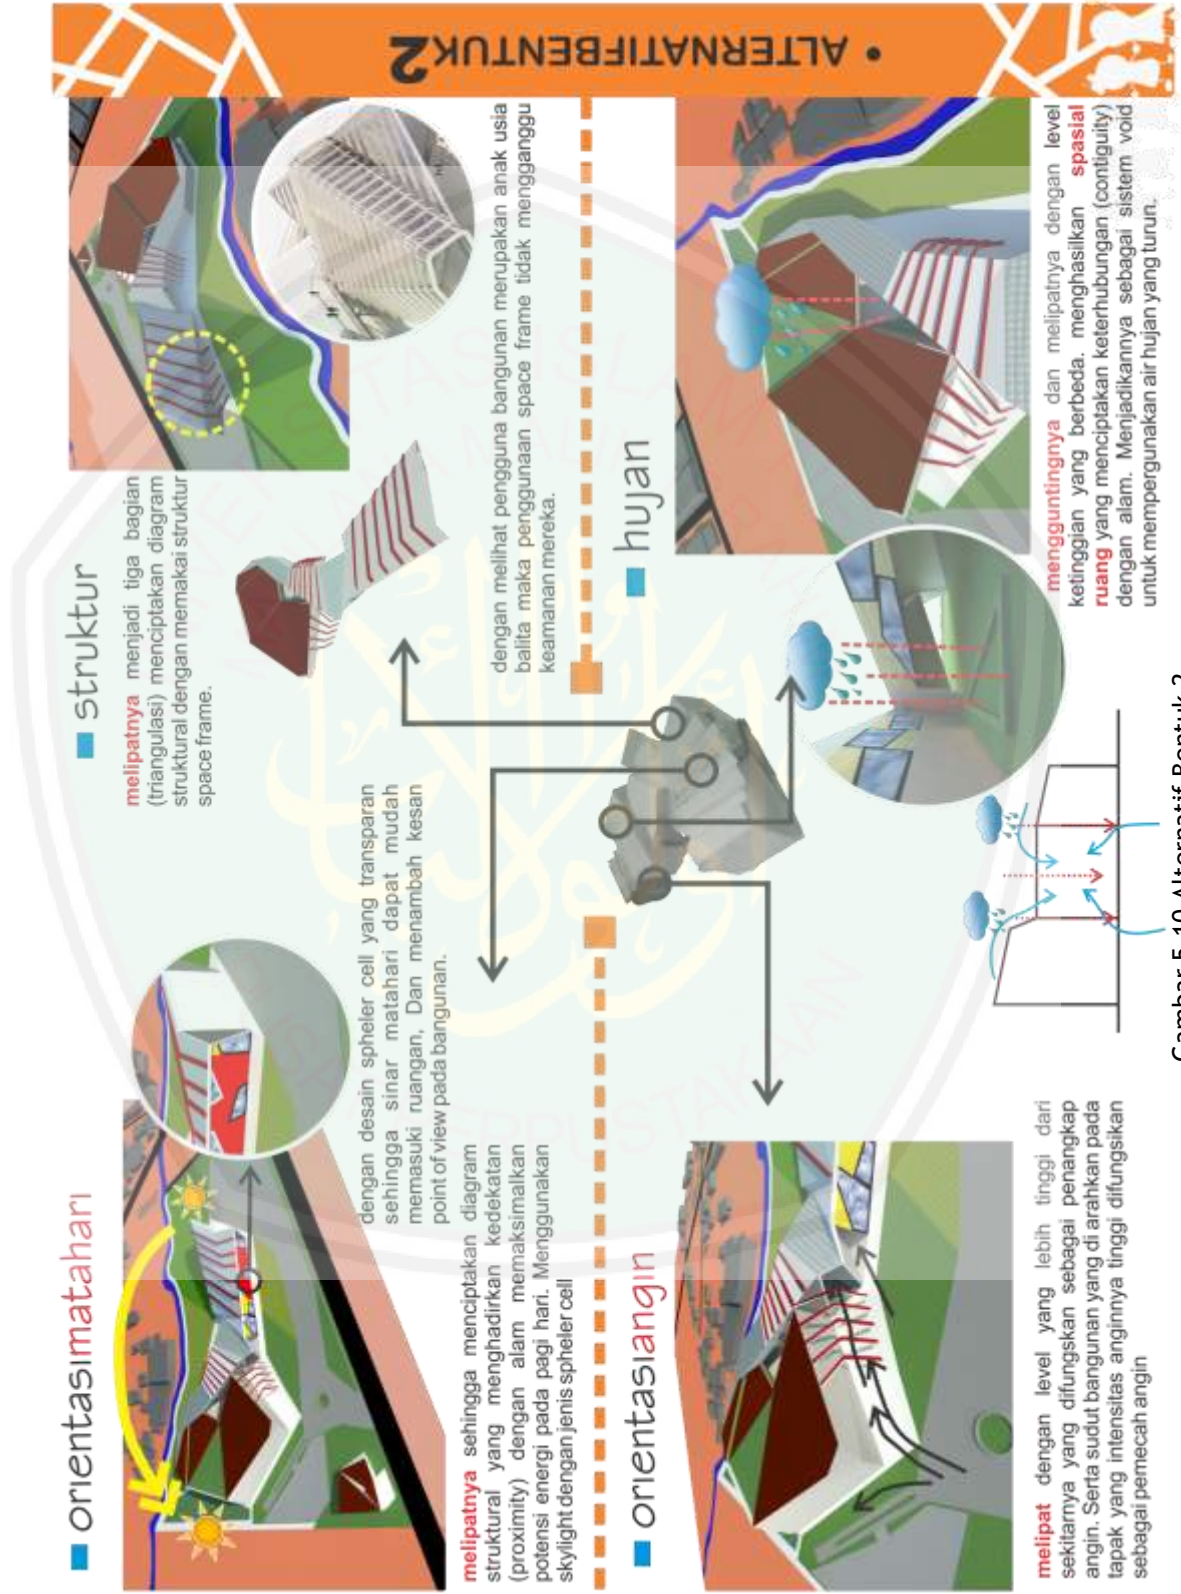 • ALTERNATIFBENTUK2
orientasimatahari
melipatnya sehingga menciptakan diagram
struktural yang menghadirkan kedekatan
(proximity) dengan alam memaksimalkan
potensi energi pada pagi hari. Menggunakan
skylight dengan jenis spheler cell
dengan desain spheler cell yang transparan
sehingga sinar matahari dapat mudah
memasuki ruangan, Dan menambah kesan
point of view pada bangunan.
struktur
melipatnya menjadi tiga bagian
(triangulasi) menciptakan diagram
struktural dengan memakai struktur
space frame.
dengan melihat pengguna bangunan merupakan anak usia
balita maka penggunaan space frame tidak mengganggu
keamanan mereka.
orientasiangin
melipat dengan level yang lebih tinggi dari
sekitarnya yang difungskan sebagai penangkap
angin. Serta sudut bangunan yang di arahkan pada
tapak yang intensitas anginnya tinggi difungsikan
sebagai pemecah angin
hujan
mengguntingnya dan melipatnya dengan level
ketinggian yang berbeda. menghasilkan spasial
ruang yang menciptakan keterhubungan (contiguity)
dengan alam. Menjadikannya sebagai sistem void
untuk mempergunakan air hujan yang turun.
Gambar 5.10 Alternatif Bentuk 2